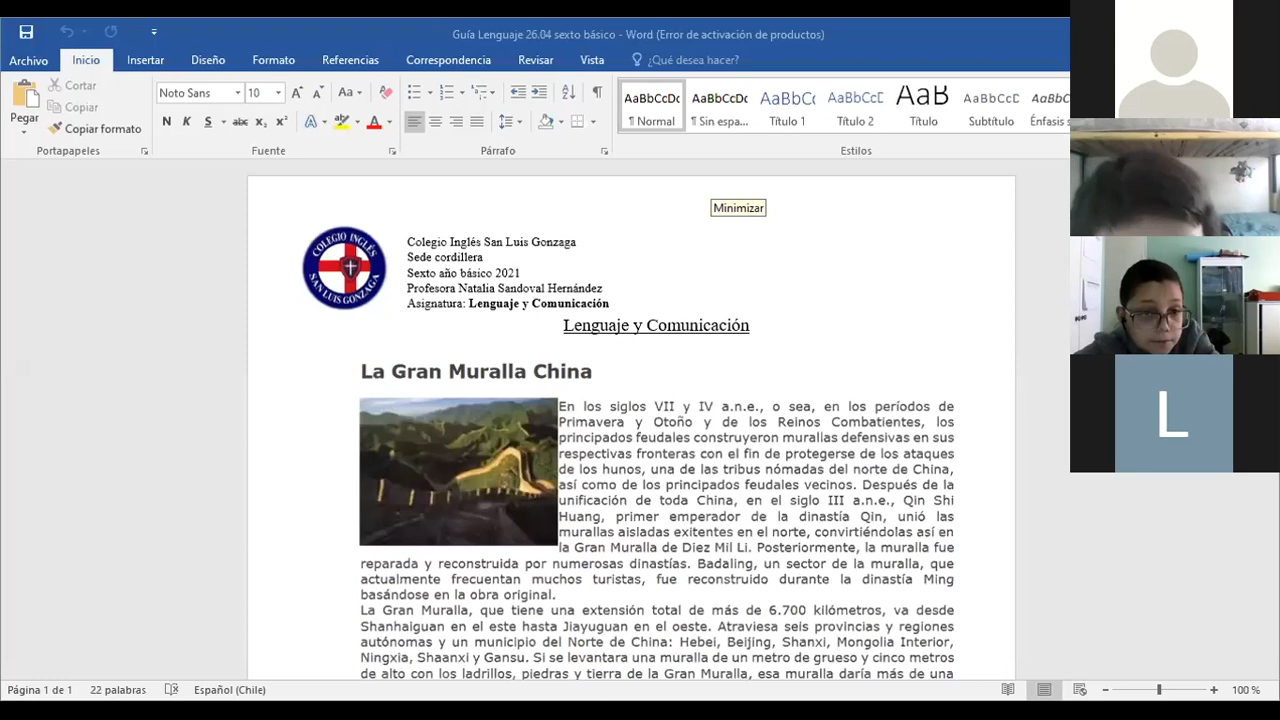 Guía Lenguaje 26.04 sexto básico - Word (Error de activación de productos)
Archivo Inicio Insertar Diseño Formato Referencias Correspondencia Revisar Vista ¿Qué desea hacer?
Pegar
Cortar
Copiar
Copiar formato
Portapapeles
Noto Sans 10
N K S abc x₂ x²
Fuente
Párrafo
AaBbCcDc AaBbCcDc AaBbCcD AaBbCcD AaB AaBbCcD AaBbCcD
¶ Normal ¶ Sin espa... Título 1 Título 2 Título Subtítulo Énfasis s
Estilos
Minimizar
COLEGIO INGLÉS
SAN LUIS GONZAGA
Colegio Inglés San Luis Gonzaga
Sede cordillera
Sexto año básico 2021
Profesora Natalia Sandoval Hernández
Asignatura: Lenguaje y Comunicación
Lenguaje y Comunicación
La Gran Muralla China
En los siglos VII y IV a.n.e., o sea, en los períodos de
Primavera y Otoño y de los Reinos Combatientes, los
principados feudales construyeron murallas defensivas en sus
respectivas fronteras con el fin de protegerse de los ataques
de los hunos, una de las tribus nómadas del norte de China,
así como de los principados feudales vecinos. Después de la
unificación de toda China, en el siglo III a.n.e., Qin Shi
Huang, primer emperador de la dinastía Qin, unió las
murallas aisladas exitentes en el norte, convirtiéndolas así en
la Gran Muralla de Diez Mil Li. Posteriormente, la muralla fue
reparada y reconstruida por numerosas dinastías. Badaling, un sector de la muralla, que
actualmente frecuentan muchos turistas, fue reconstruido durante la dinastía Ming
basándose en la obra original.
La Gran Muralla, que tiene una extensión total de más de 6.700 kilómetros, va desde
Shanhaiguan en el este hasta Jiayuguan en el oeste. Atraviesa seis provincias y regiones
autónomas y un municipio del Norte de China: Hebei, Beijing, Shanxi, Mongolia Interior,
Ningxia, Shaanxi y Gansu. Si se levantara una muralla de un metro de grueso y cinco metros
de alto con los ladrillos, piedras y tierra de la Gran Muralla, esa muralla daría más de una
L
Página 1 de 1 22 palabras Español (Chile) 100 %